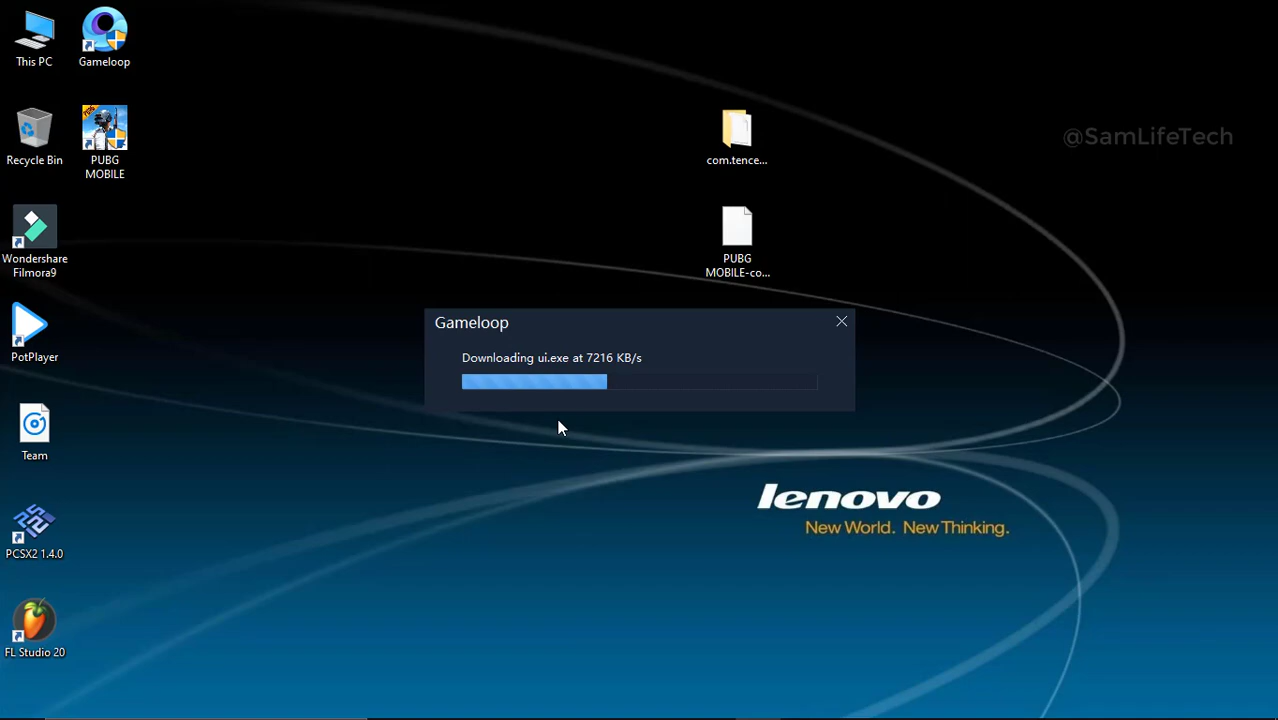 This PC
Gameloop
Recycle Bin
PUBG
MOBILE
Wondershare
Filmora9
PotPlayer
Team
PCSX2 1.4.0
FL Studio 20
com.tence...
PUBG
MOBILE-co...
@SamLifeTech
Gameloop
Downloading ui.exe at 7216 KB/s
lenovo
New World. New Thinking.